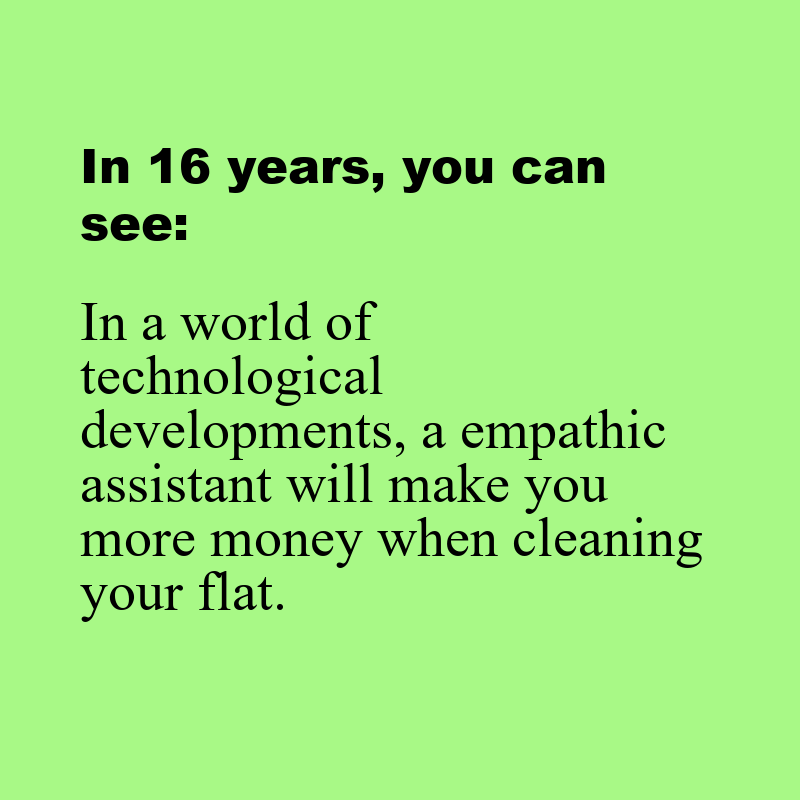 In 16 years, you can
see:
In a world of
technological
developments, a empathic
assistant will make you
more money when cleaning
your flat.